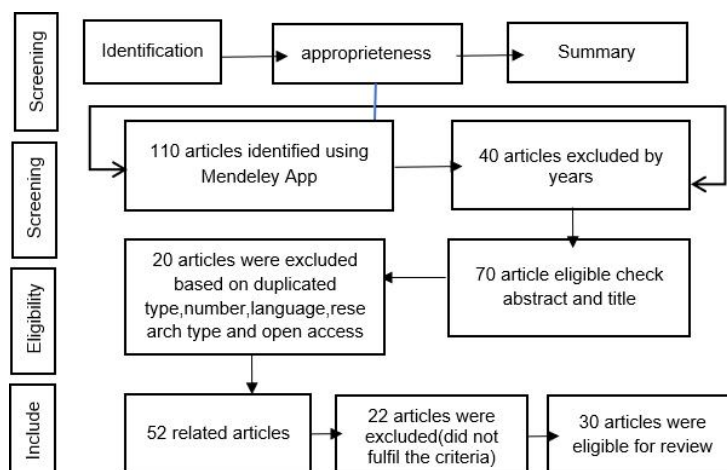 Screening
Identification
approprieteness
Summary
Screening
110 articles identified using
Mendeley App
40 articles excluded by
years
Eligibility
20 articles were excluded
based on duplicated
type,number,language,rese
arch type and open access
70 article eligible check
abstract and title
Include
52 related articles
22 articles were
excluded(did not
fulfil the criteria)
30 articles were
eligible for review